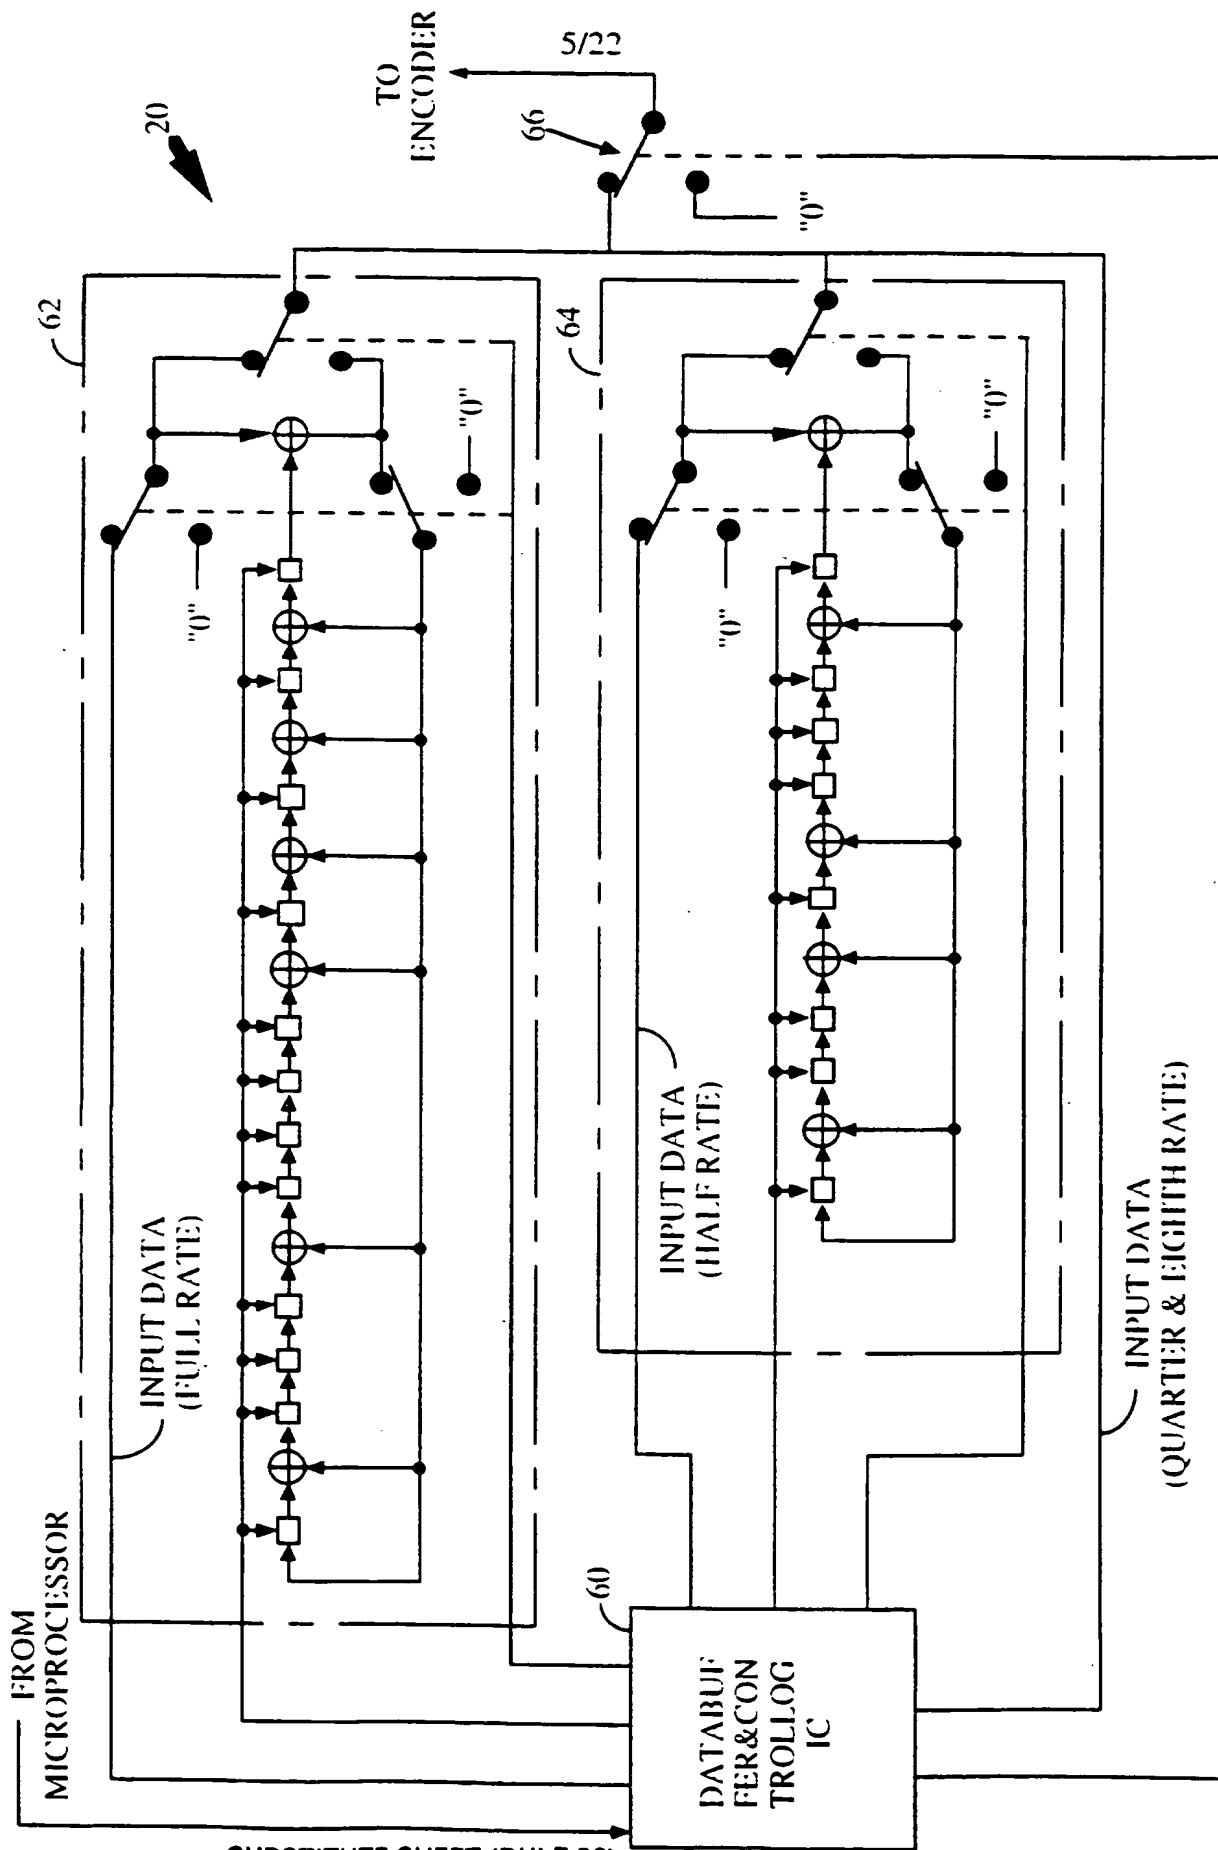 20
TO
ENCODER
5/22
66
"0"
62
"0"
"0"
INPUT DATA
(FULL RATE)
64
"0"
"0"
INPUT DATA
(HALF RATE)
FROM
MICROPROCESSOR
60
DATABUF
FER&CON
TROLLOG
IC
INPUT DATA
(QUARTER & EIGHTH RATE)